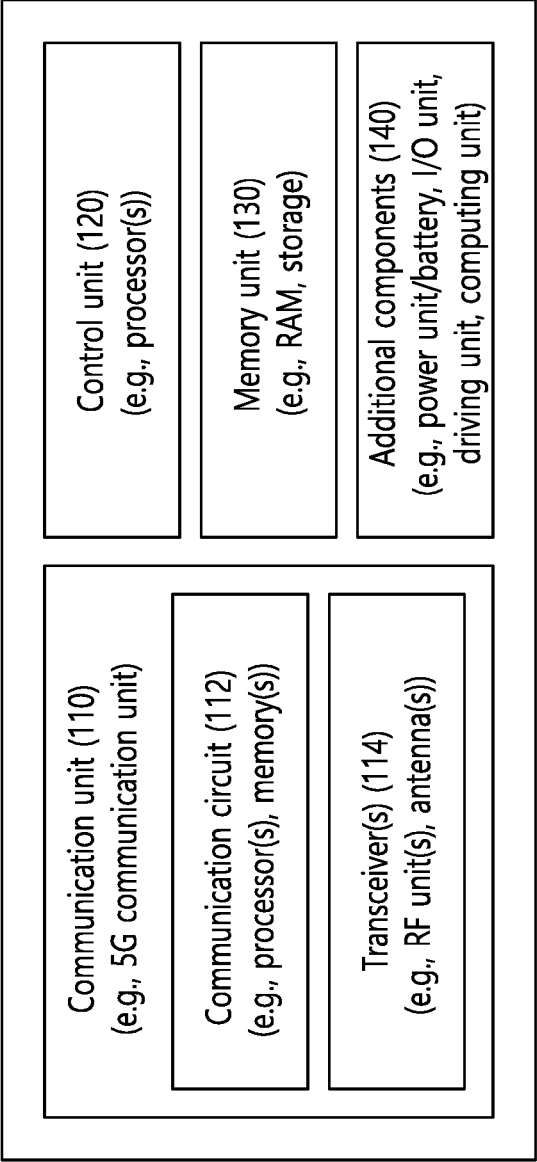 Communication unit (110)
(e.g., 5G communication unit)
Communication circuit (112)
(e.g., processor(s), memory(s))
Transceiver(s) (114)
(e.g., RF unit(s), antenna(s))
Control unit (120)
(e.g., processor(s))
Memory unit (130)
(e.g., RAM, storage)
Additional components (140)
(e.g., power unit/battery, I/O unit,
driving unit, computing unit)